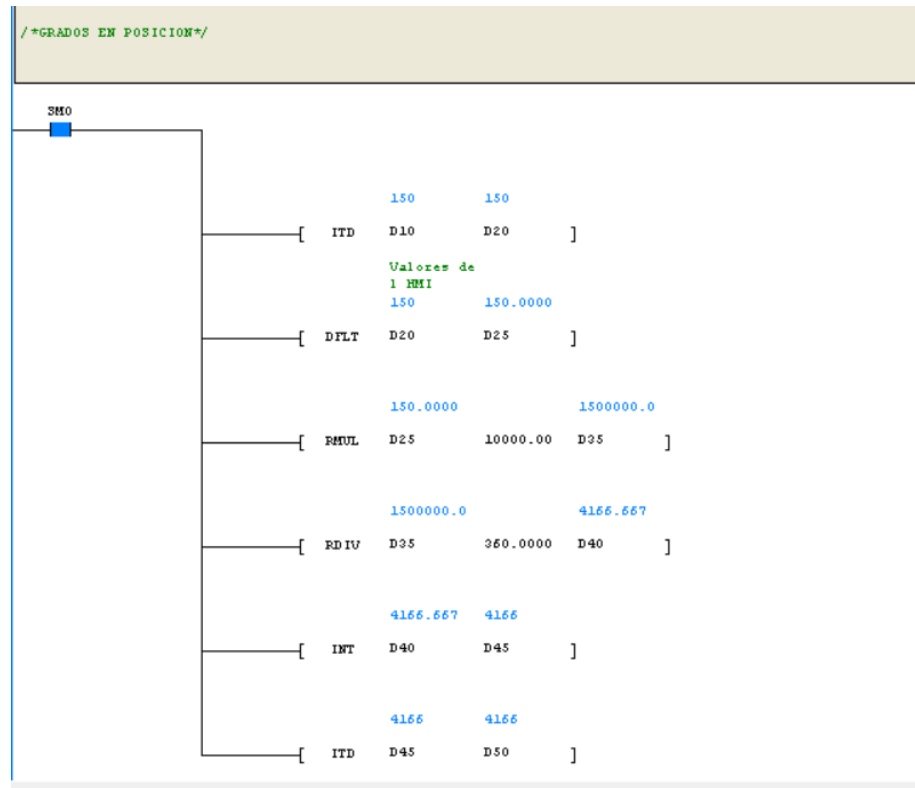 /*GRADOS EN POSICION*/
SM0
150 150
[ ITD D10 D20 ]
Valores de
l HMI
150 150.0000
[ DFLT D20 D25 ]
150.0000 1500000.0
[ RMUL D25 10000.00 D35 ]
1500000.0 4166.667
[ RDIV D35 360.0000 D40 ]
4166.667 4166
[ INT D40 D45 ]
4166 4166
[ ITD D45 D50 ]